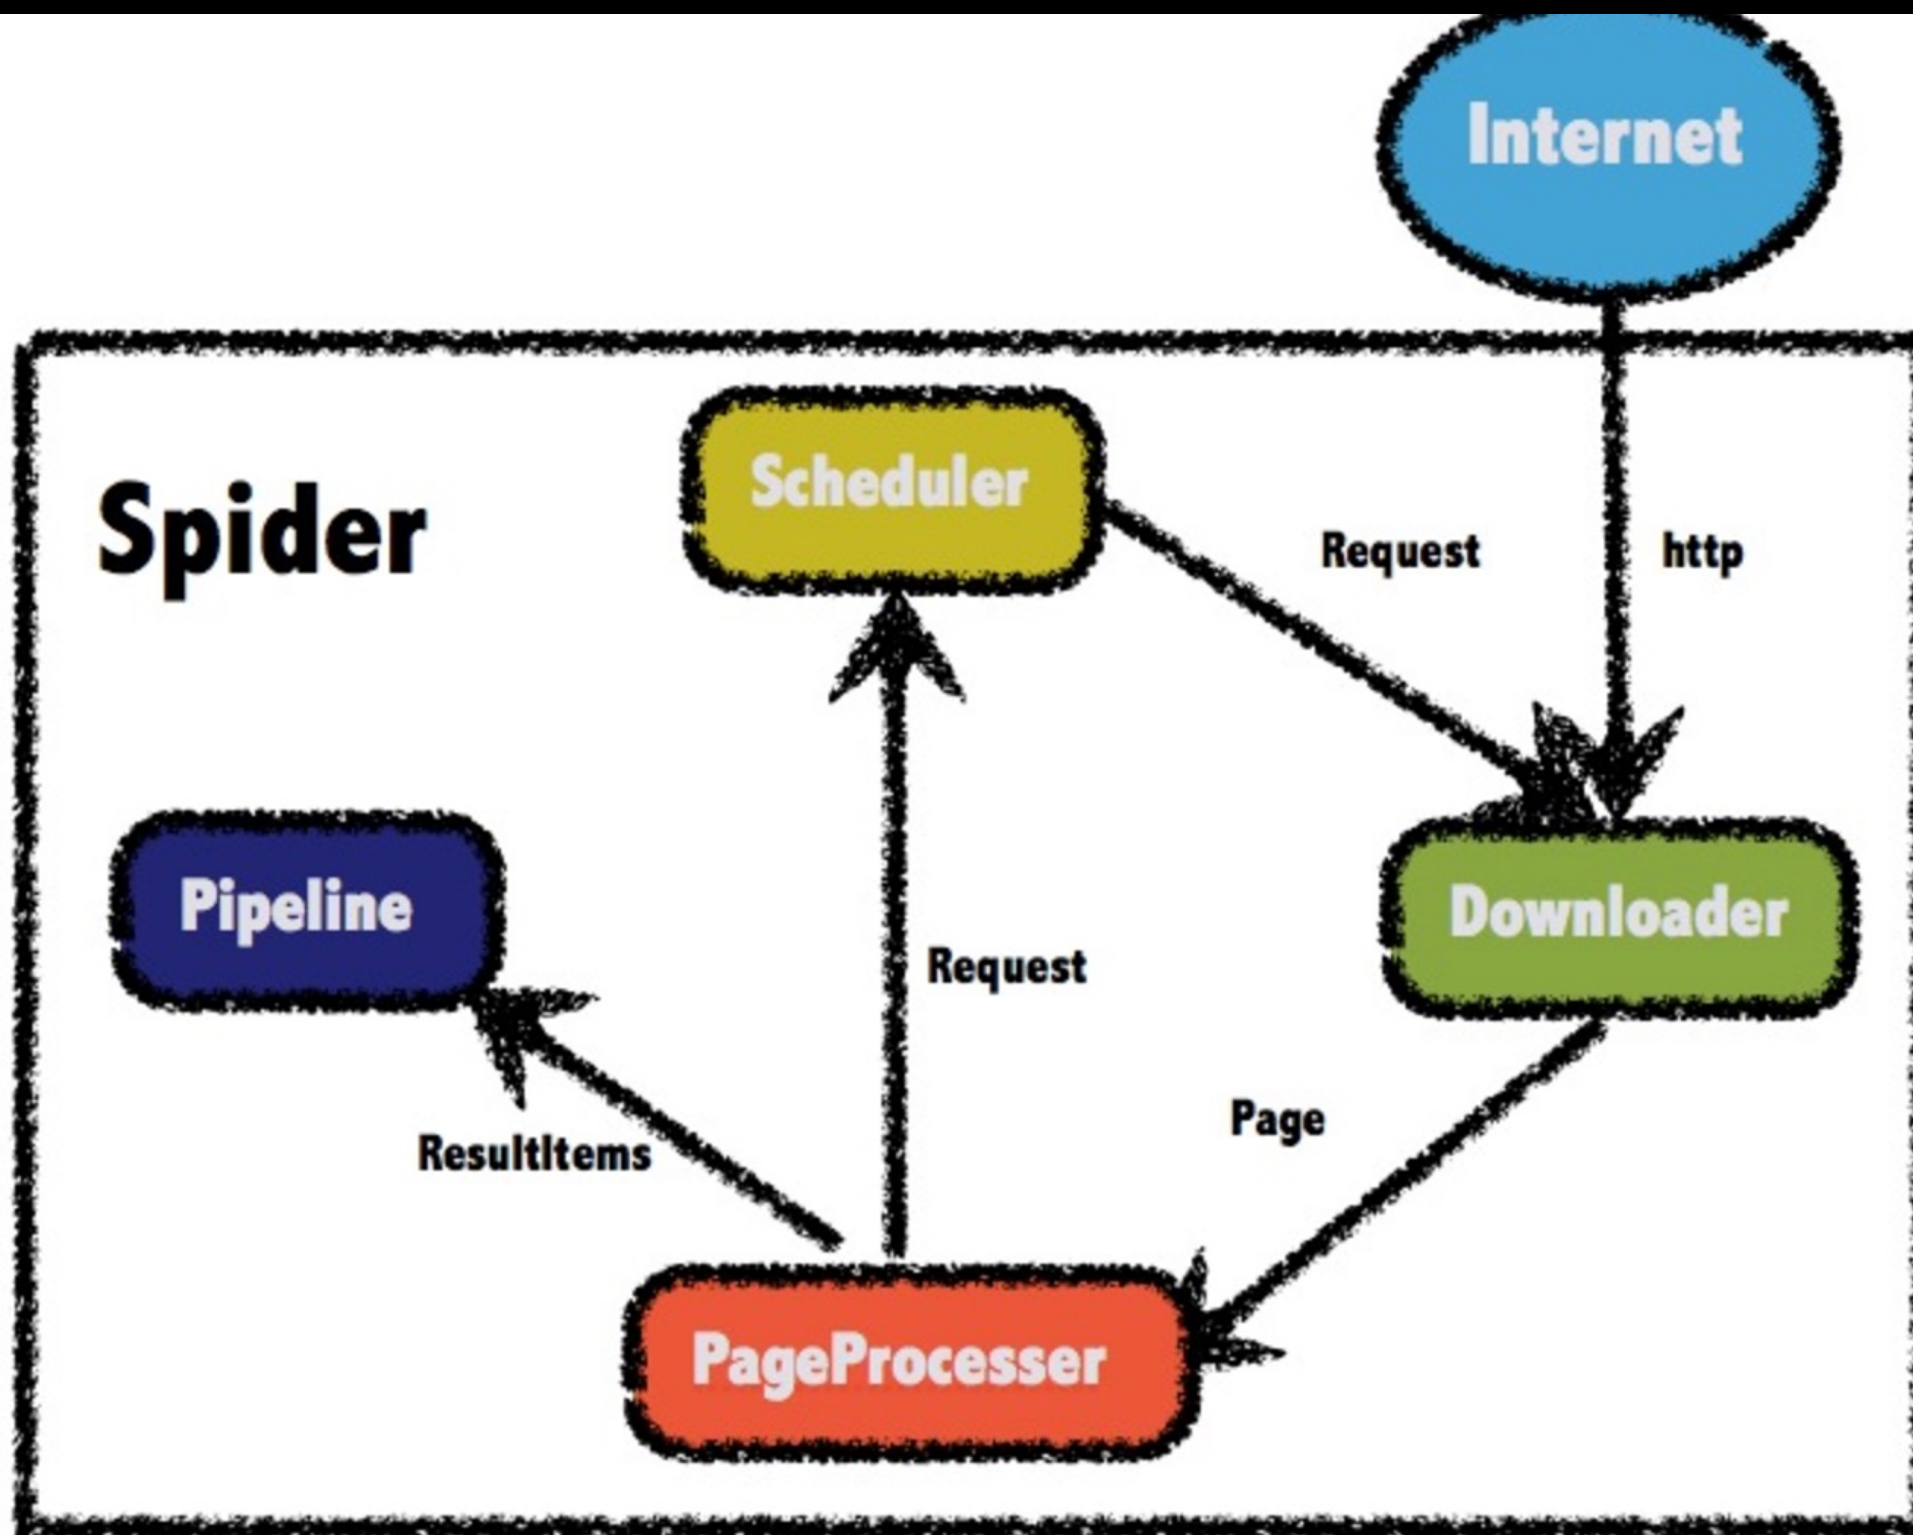 Internet
Scheduler
Spider
Request
http
Pipeline
Downloader
Request
Page
ResultItems
PageProcesser